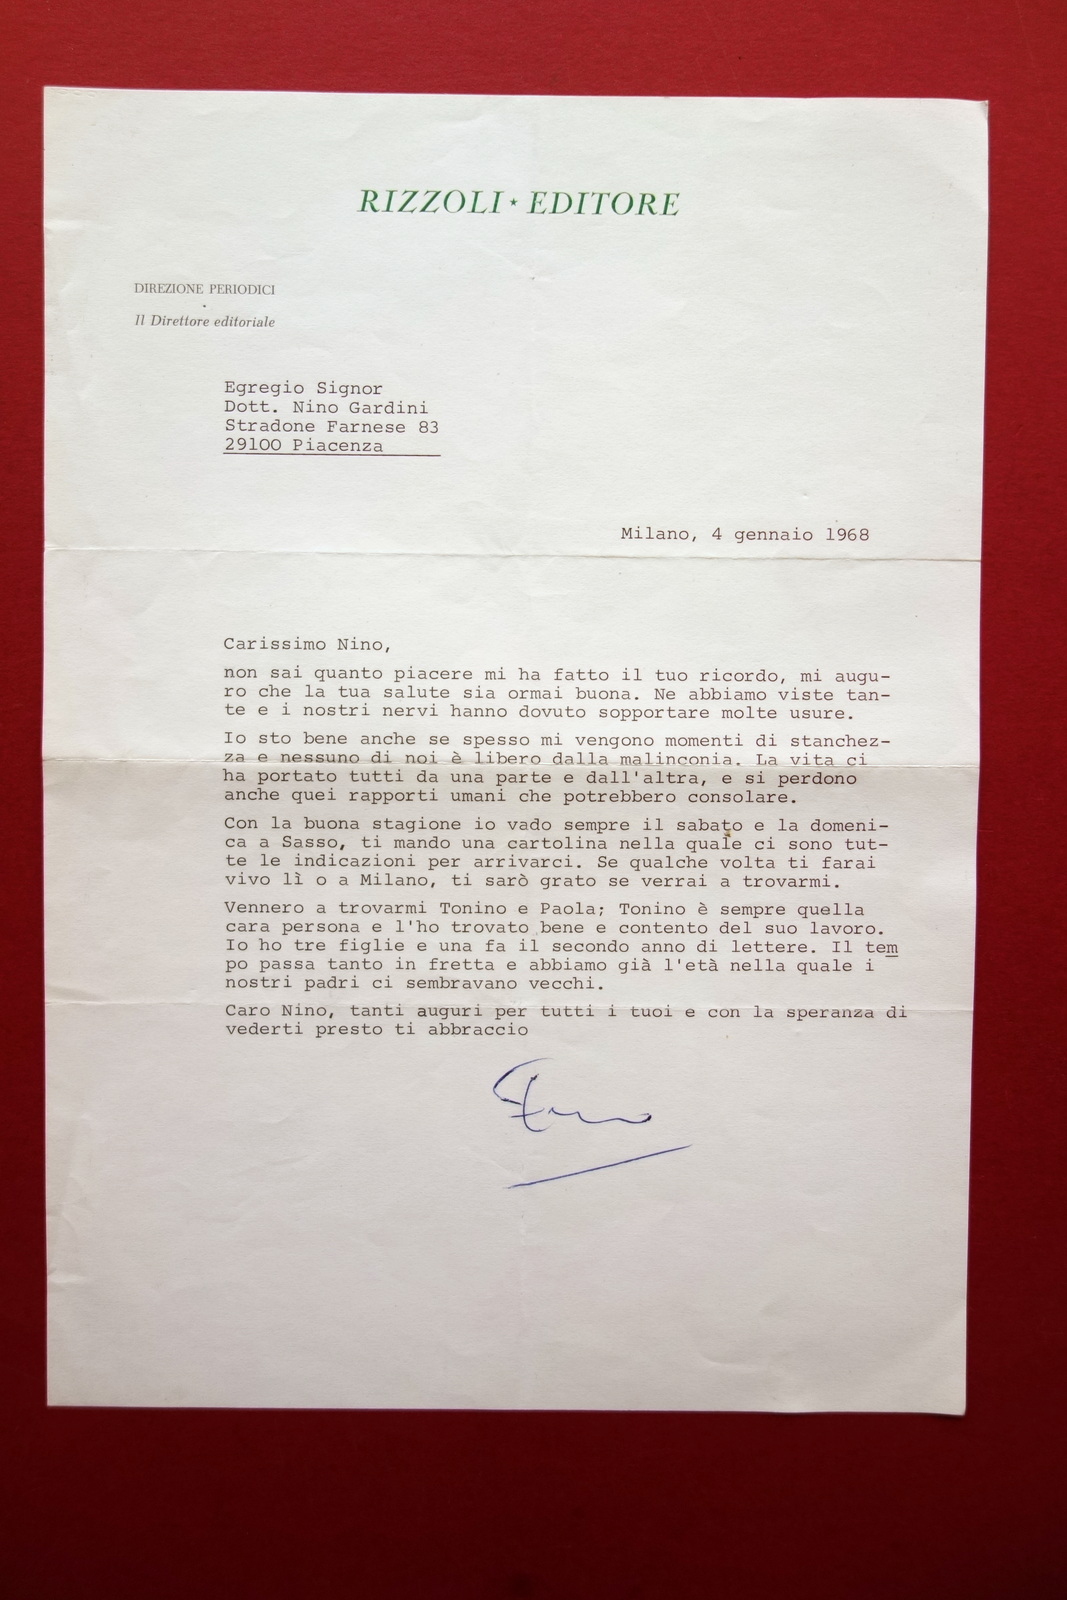 RIZZOLI ★ EDITORE
DIREZIONE PERIODICI
Il Direttore editoriale
Egregio Signor
Dott. Nino Gardini
Stradone Farnese 83
29100 Piacenza
Milano, 4 gennaio 1968
Carissimo Nino,
non sai quanto piacere mi ha fatto il tuo ricordo, mi augu-
ro che la tua salute sia ormai buona. Ne abbiamo viste tan-
te e i nostri nervi hanno dovuto sopportare molte usure.
Io sto bene anche se spesso mi vengono momenti di stanchez-
za e nessuno di noi è libero dalla malinconia. La vita ci
ha portato tutti da una parte e dall'altra, e si perdono
anche quei rapporti umani che potrebbero consolare.
Con la buona stagione io vado sempre il sabato e la domeni-
ca a Sasso, ti mando una cartolina nella quale ci sono tut-
te le indicazioni per arrivarci. Se qualche volta ti farai
vivo lì o a Milano, ti sarò grato se verrai a trovarmi.
Vennero a trovarmi Tonino e Paola; Tonino è sempre quella
cara persona e l'ho trovato bene e contento del suo lavoro.
Io ho tre figlie e una fa il secondo anno di lettere. Il tem
po passa tanto in fretta e abbiamo già l'età nella quale i
nostri padri ci sembravano vecchi.
Caro Nino, tanti auguri per tutti i tuoi e con la speranza di
vederti presto ti abbraccio